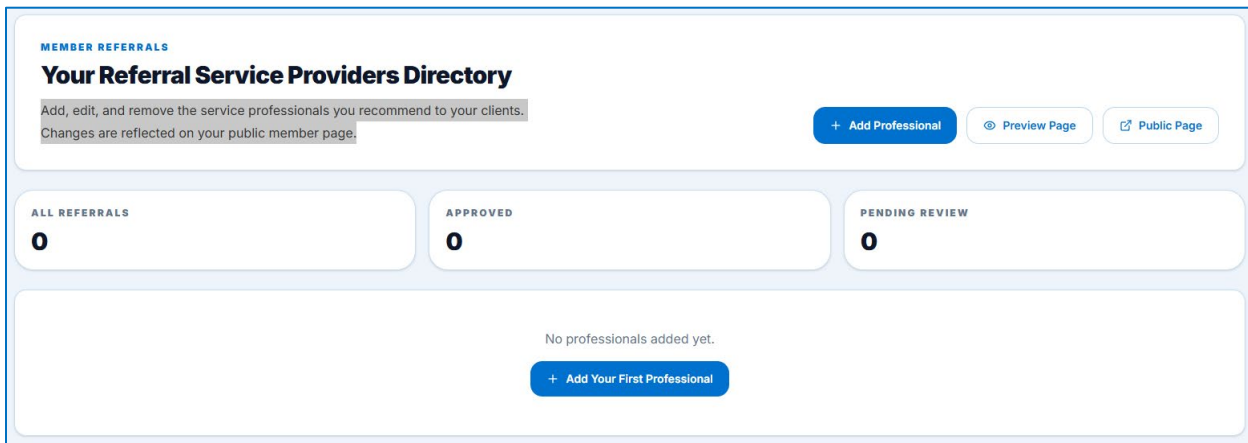 MEMBER REFERRALS
Your Referral Service Providers Directory
Add, edit, and remove the service professionals you recommend to your clients.
Changes are reflected on your public member page.
+ Add Professional
Preview Page
Public Page
ALL REFERRALS
0
APPROVED
0
PENDING REVIEW
0
No professionals added yet.
+ Add Your First Professional